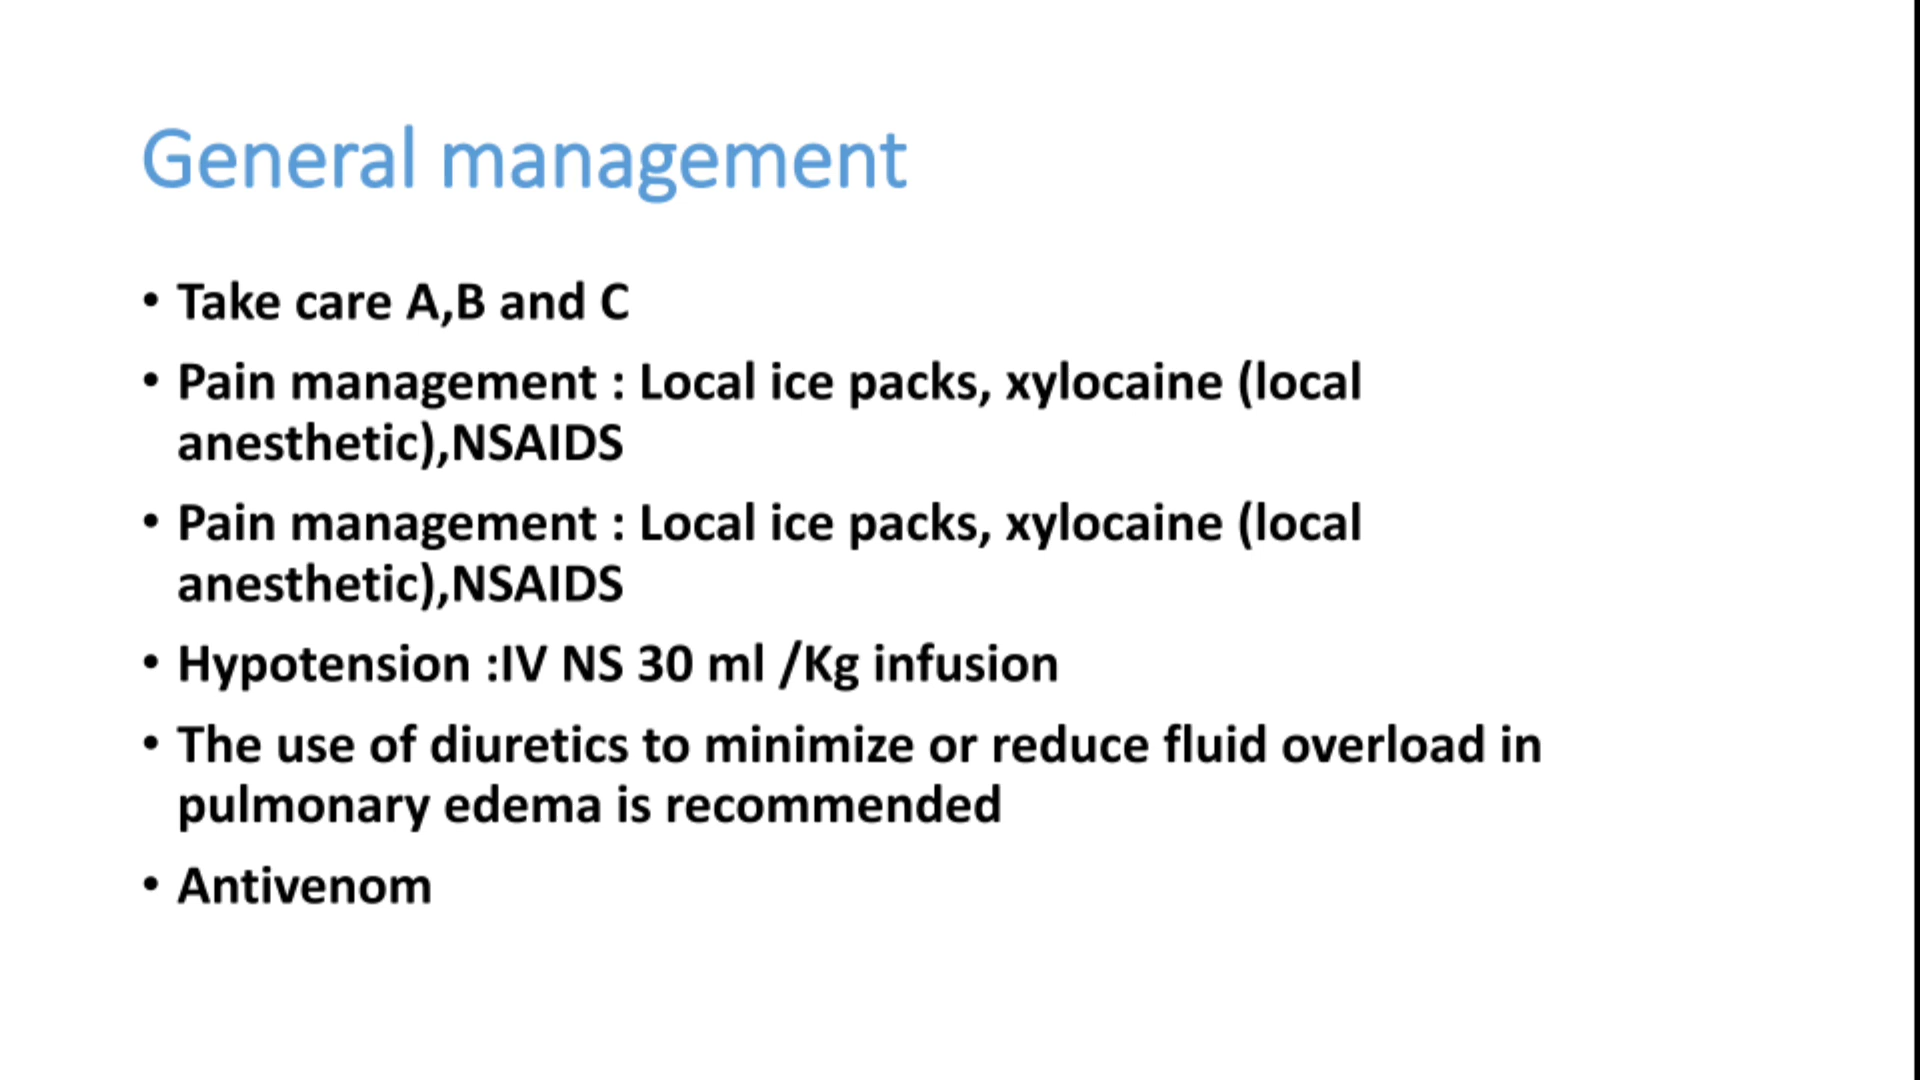 General management
• Take care A,B and C
• Pain management : Local ice packs, xylocaine (local
anesthetic),NSAIDS
• Pain management : Local ice packs, xylocaine (local
anesthetic),NSAIDS
• Hypotension :IV NS 30 ml /Kg infusion
• The use of diuretics to minimize or reduce fluid overload in
pulmonary edema is recommended
• Antivenom